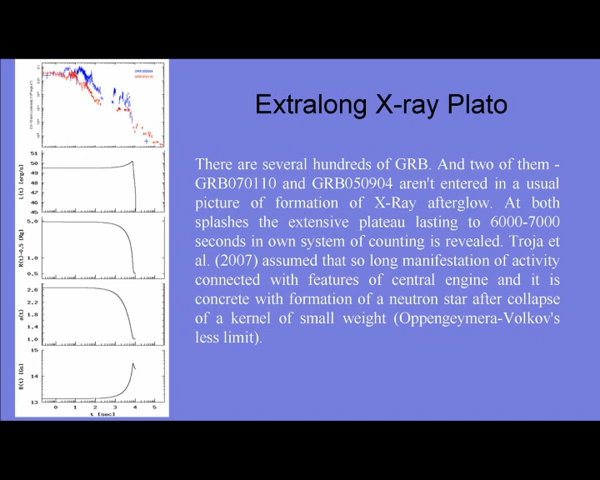 Extralong X-ray Plato
There are several hundreds of GRB. And two of them -
GRB070110 and GRB050904 aren't entered in a usual
picture of formation of X-Ray afterglow. At both
splashes the extensive plateau lasting to 6000-7000
seconds in own system of counting is revealed. Troja et
al. (2007) assumed that so long manifestation of activity
connected with features of central engine and it is
concrete with formation of a neutron star after collapse
of a kernel of small weight (Oppengeymera-Volkov's
less limit).
GRB050904
GRB070110
L(t) [erg/s]
51
50
49
48
47
46
45
R(t)-0,5 [Rg]
5.0
1.0
0.5
a(t)
2.6
2.2
1.8
1.4
1.0
B(t) [Gs]
15
14
13
0 1 2 3 4 5
t [sec]